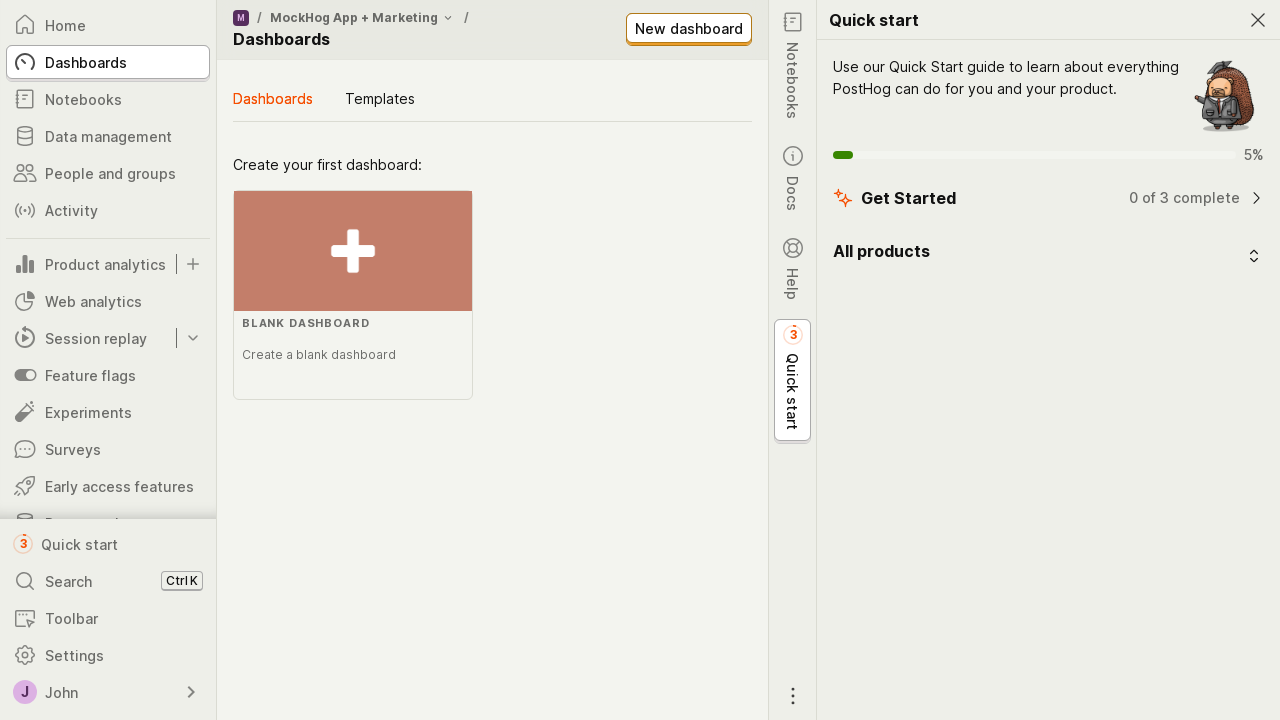 Home
Dashboards
Notebooks
Data management
People and groups
Activity
Product analytics
Web analytics
Session replay
Feature flags
Experiments
Surveys
Early access features
3 Quick start
Search Ctrl K
Toolbar
Settings
J John
M / MockHog App + Marketing /
Dashboards
New dashboard
Dashboards Templates
Create your first dashboard:
BLANK DASHBOARD
Create a blank dashboard
Notebooks
Docs
Help
3 Quick start
Quick start
Use our Quick Start guide to learn about everything
PostHog can do for you and your product.
5%
Get Started 0 of 3 complete
All products